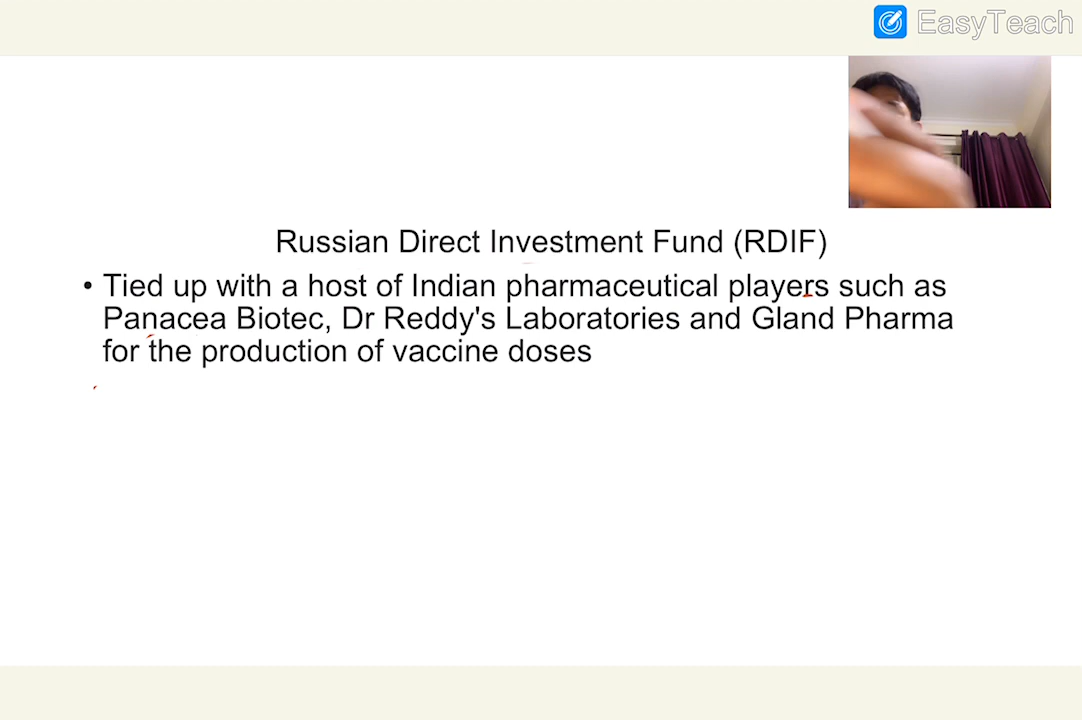 EasyTeach
Russian Direct Investment Fund (RDIF)
• Tied up with a host of Indian pharmaceutical players such as
Panacea Biotec, Dr Reddy's Laboratories and Gland Pharma
for the production of vaccine doses